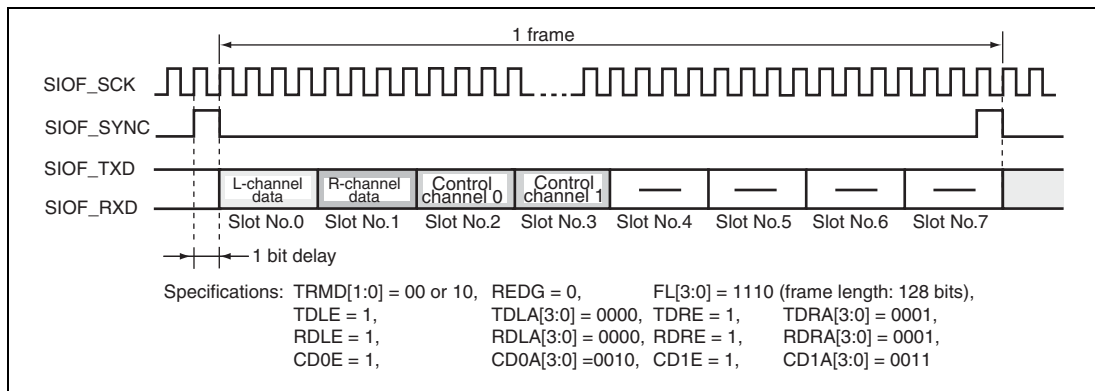 1 frame
SIOF_SCK
SIOF_SYNC
SIOF_TXD
SIOF_RXD
L-channel data
R-channel data
Control channel 0
Control channel 1
Slot No.0 Slot No.1 Slot No.2 Slot No.3 Slot No.4 Slot No.5 Slot No.6 Slot No.7
1 bit delay
Specifications: TRMD[1:0] = 00 or 10, REDG = 0, FL[3:0] = 1110 (frame length: 128 bits),
TDLE = 1, TDLA[3:0] = 0000, TDRE = 1, TDRA[3:0] = 0001,
RDLE = 1, RDLA[3:0] = 0000, RDRE = 1, RDRA[3:0] = 0001,
CD0E = 1, CD0A[3:0] =0010, CD1E = 1, CD1A[3:0] = 0011